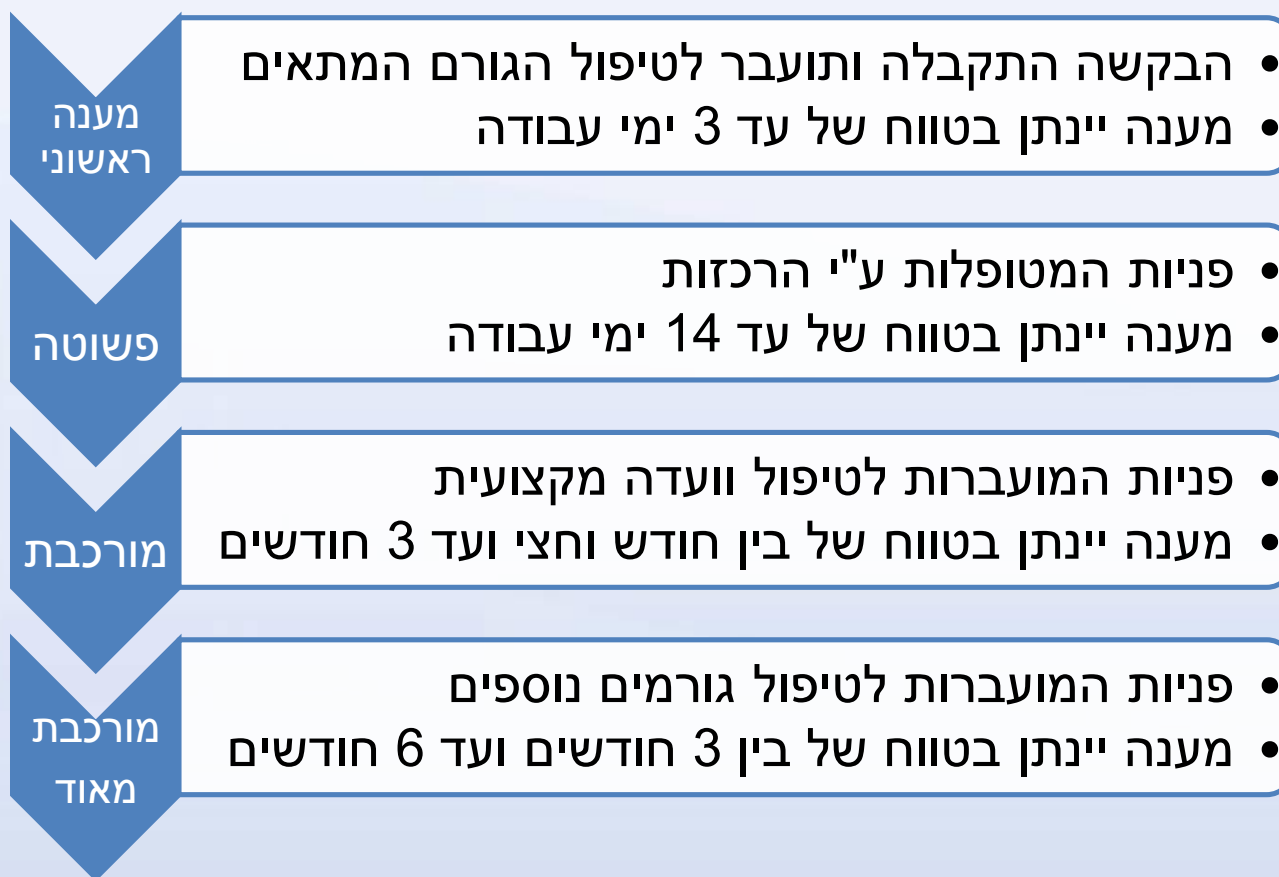 מענה
ראשוני
• הבקשה התקבלה ותועבר לטיפול הגורם המתאים
• מענה יינתן בטווח של עד 3 ימי עבודה
פשוטה
• פניות המטופלות ע"י הרכזות
• מענה יינתן בטווח של עד 14 ימי עבודה
מורכבת
• פניות המועברות לטיפול וועדה מקצועית
• מענה יינתן בטווח של בין חודש וחצי ועד 3 חודשים
מורכבת
מאוד
• פניות המועברות לטיפול גורמים נוספים
• מענה יינתן בטווח של בין 3 חודשים ועד 6 חודשים